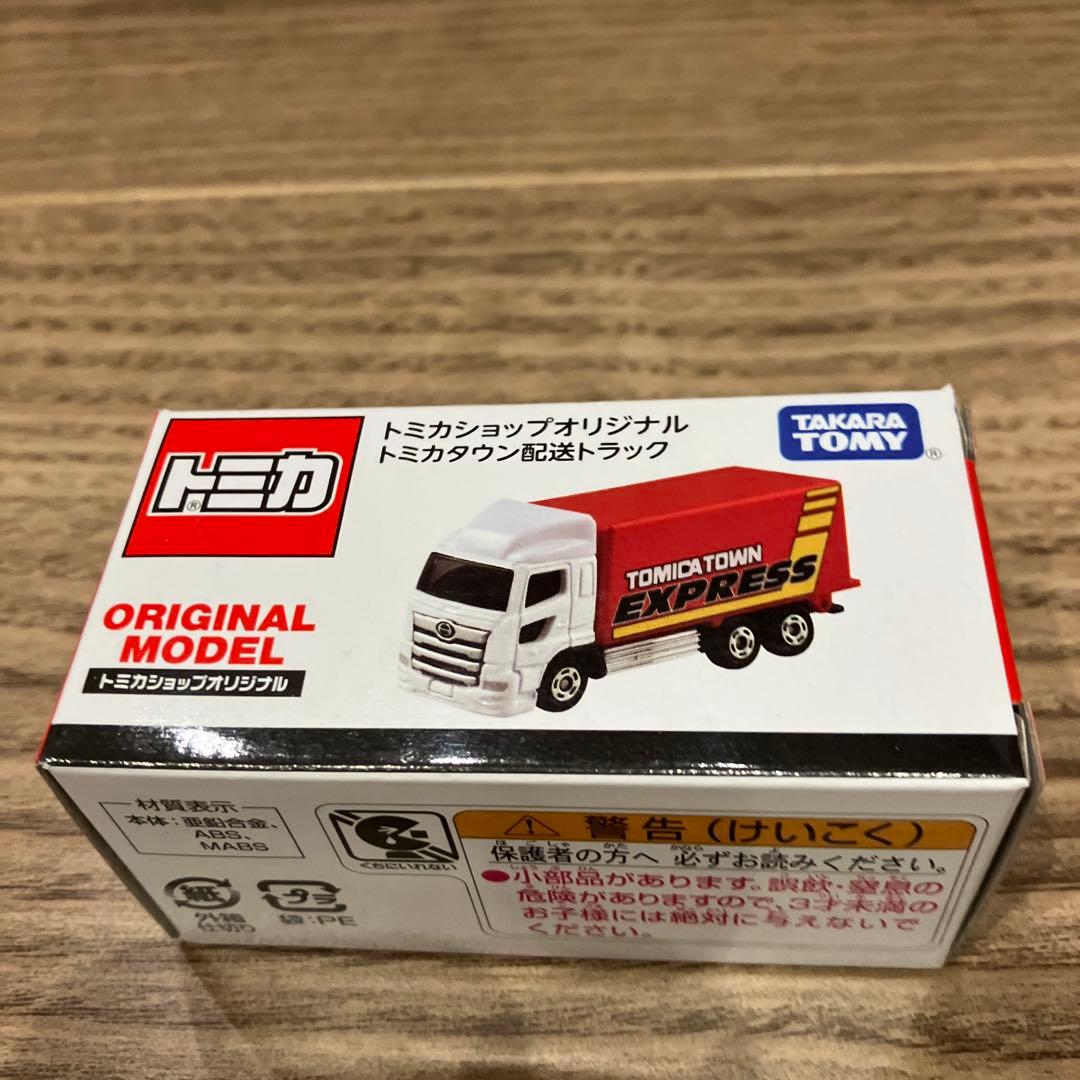 トミカショップオリジナル
トミカタウン配送トラック
TAKARA
TOMY®
トミカ®
ORIGINAL
MODEL
トミカショップオリジナル
TOMICA TOWN
EXPRESS
材質表示
本体:亜鉛合金、
ABS、
MABS
紙
外箱
仕切り
プラ
袋:PE
くちにいれない
警告(けいこく)
保護者の方へ 必ずお読みください。
●小部品があります。誤飲・窒息の
危険がありますので、3才未満の
お子様には絶対に与えないで
ください。